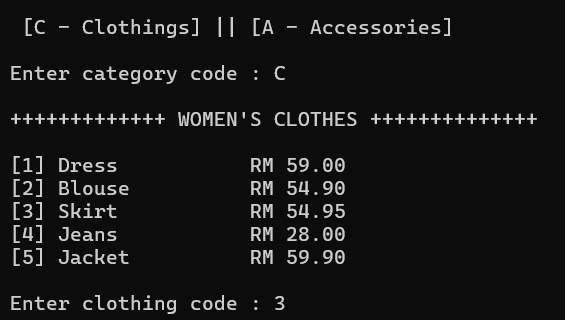 [C - Clothings] || [A - Accessories]
Enter category code : C
+++++++++++++ WOMEN'S CLOTHES ++++++++++++++
[1] Dress RM 59.00
[2] Blouse RM 54.90
[3] Skirt RM 54.95
[4] Jeans RM 28.00
[5] Jacket RM 59.90
Enter clothing code : 3